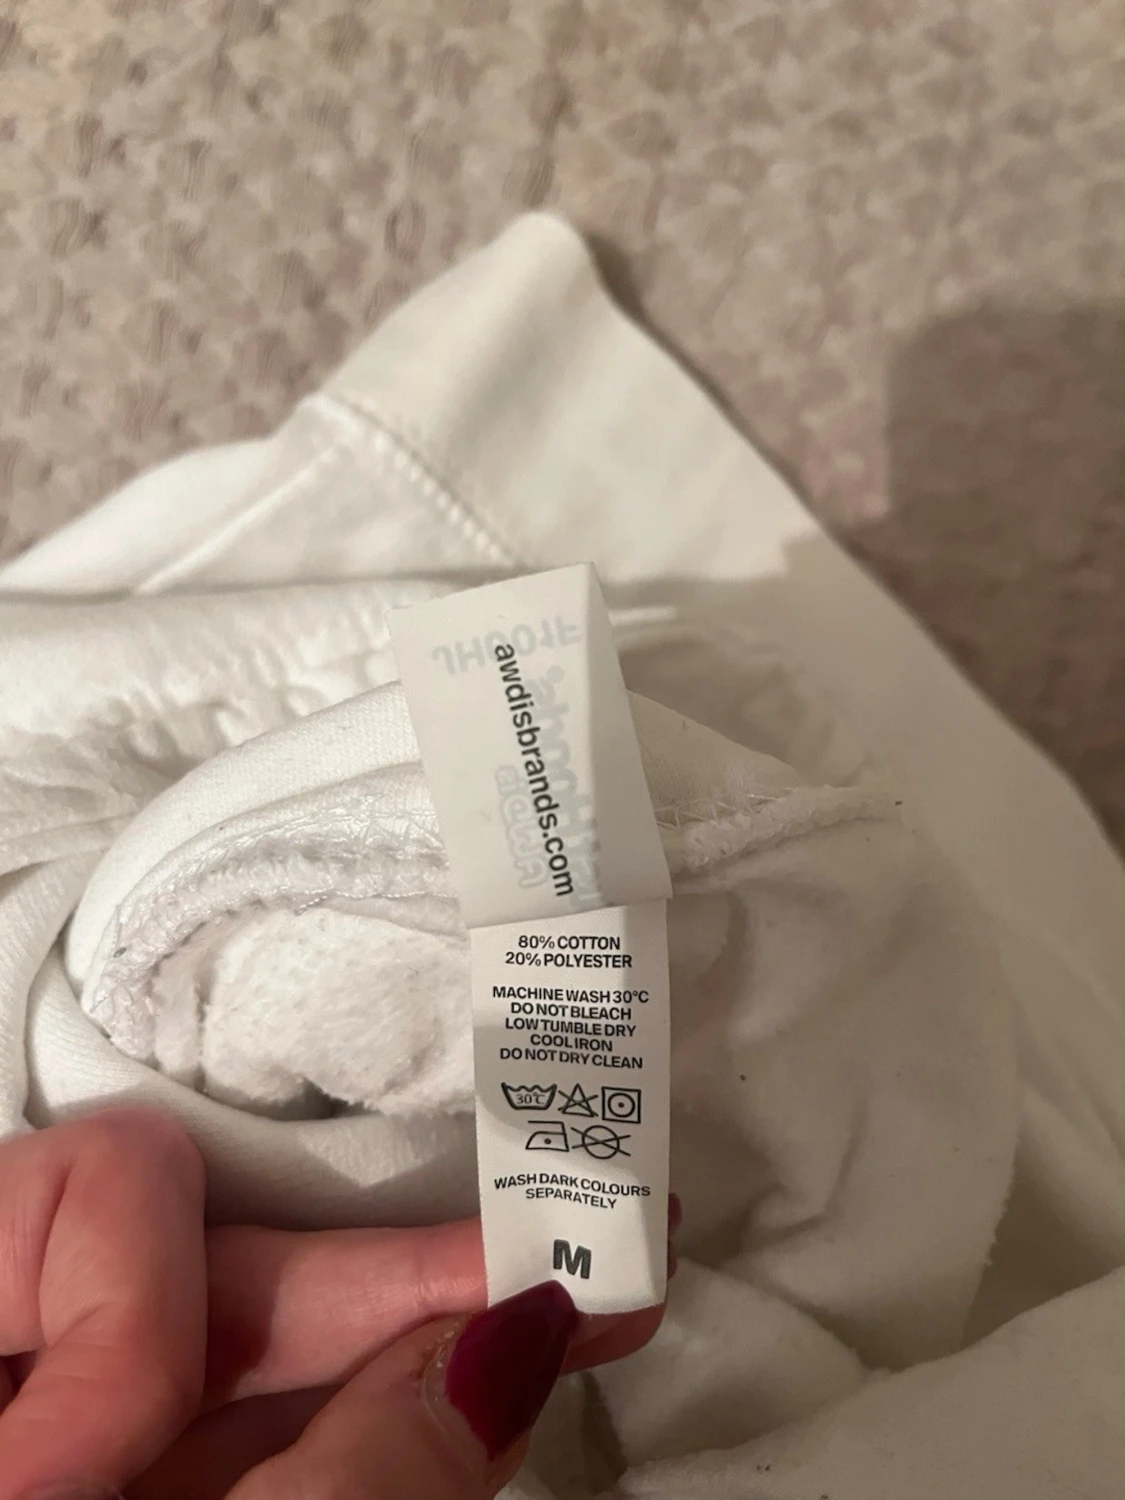 JH001F
awdisbrands.com
80% COTTON
20% POLYESTER
MACHINE WASH 30°C
DO NOT BLEACH
LOW TUMBLE DRY
COOL IRON
DO NOT DRY CLEAN
30°C
WASH DARK COLOURS
SEPARATELY
M